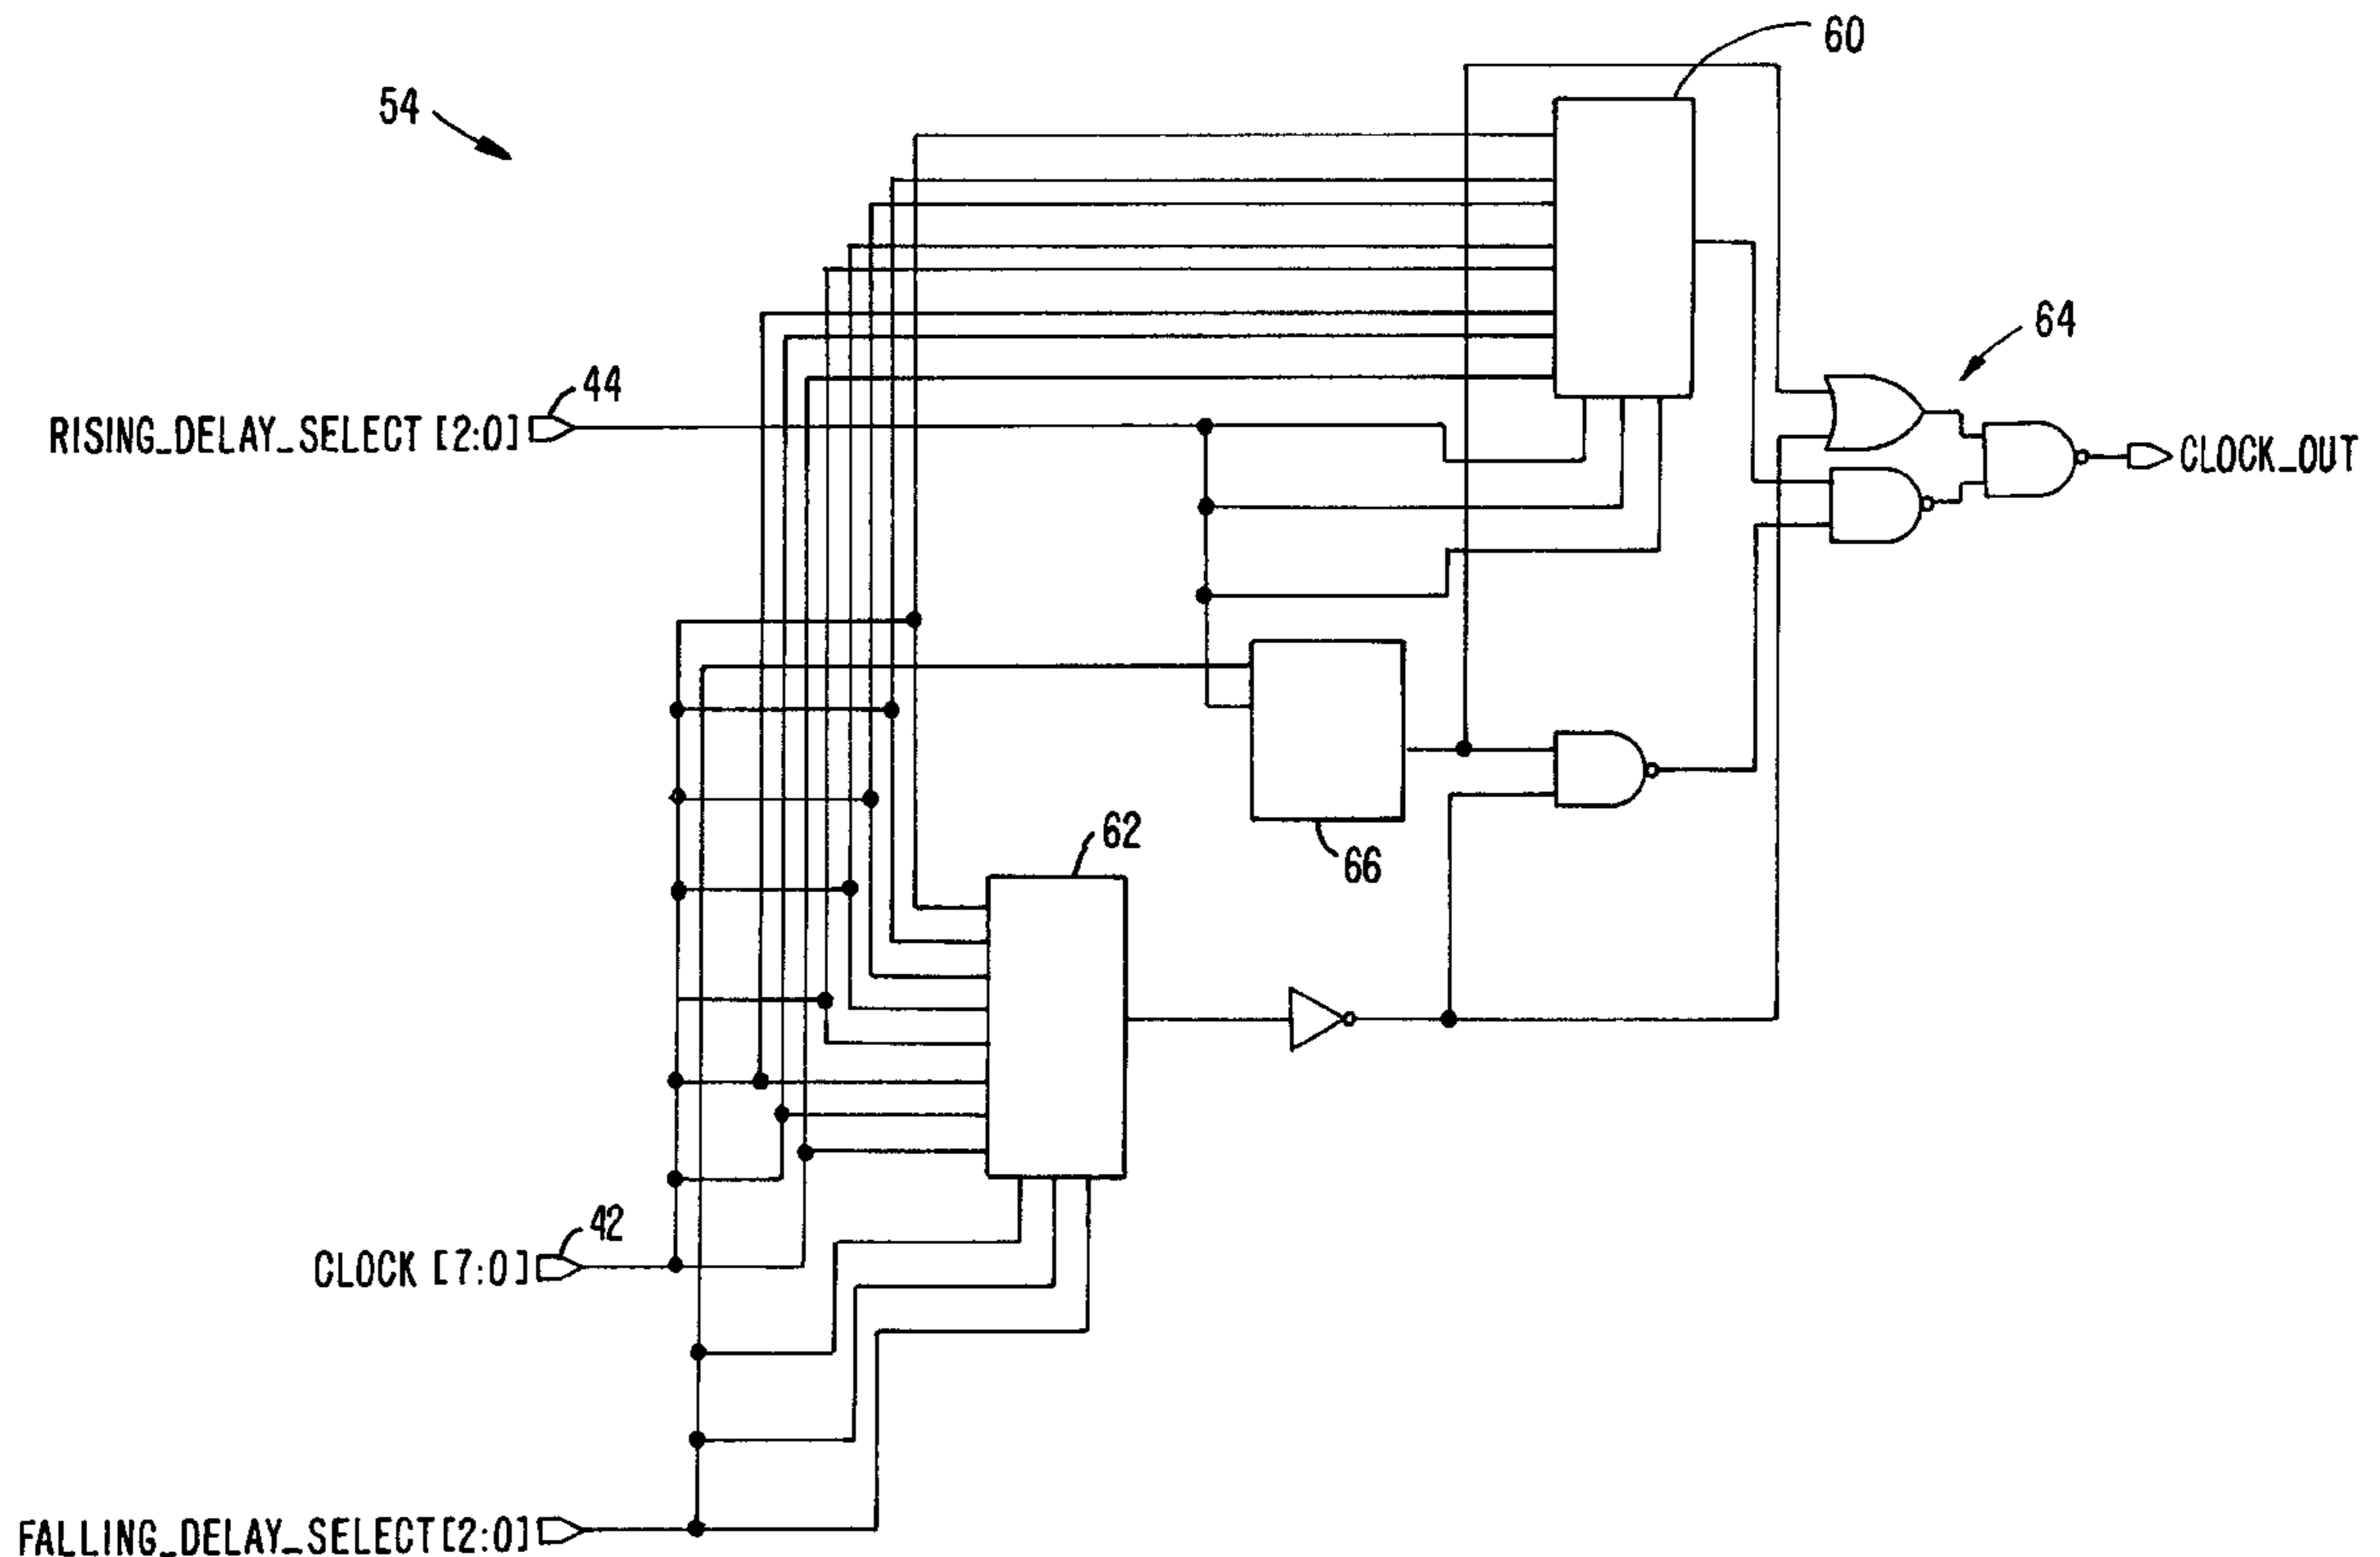 60
54
64
44
RISING_DELAY_SELECT [2:0]
CLOCK_OUT
62
66
42
CLOCK [7:0]
FALLING_DELAY_SELECT [2:0]